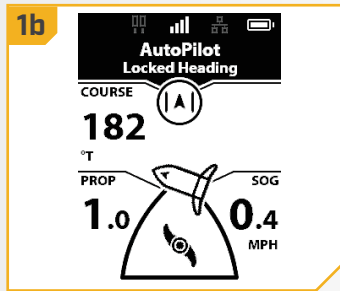 1b
AutoPilot
Locked Heading
COURSE
182
°T
PROP
SOG
1.0
0.4
MPH